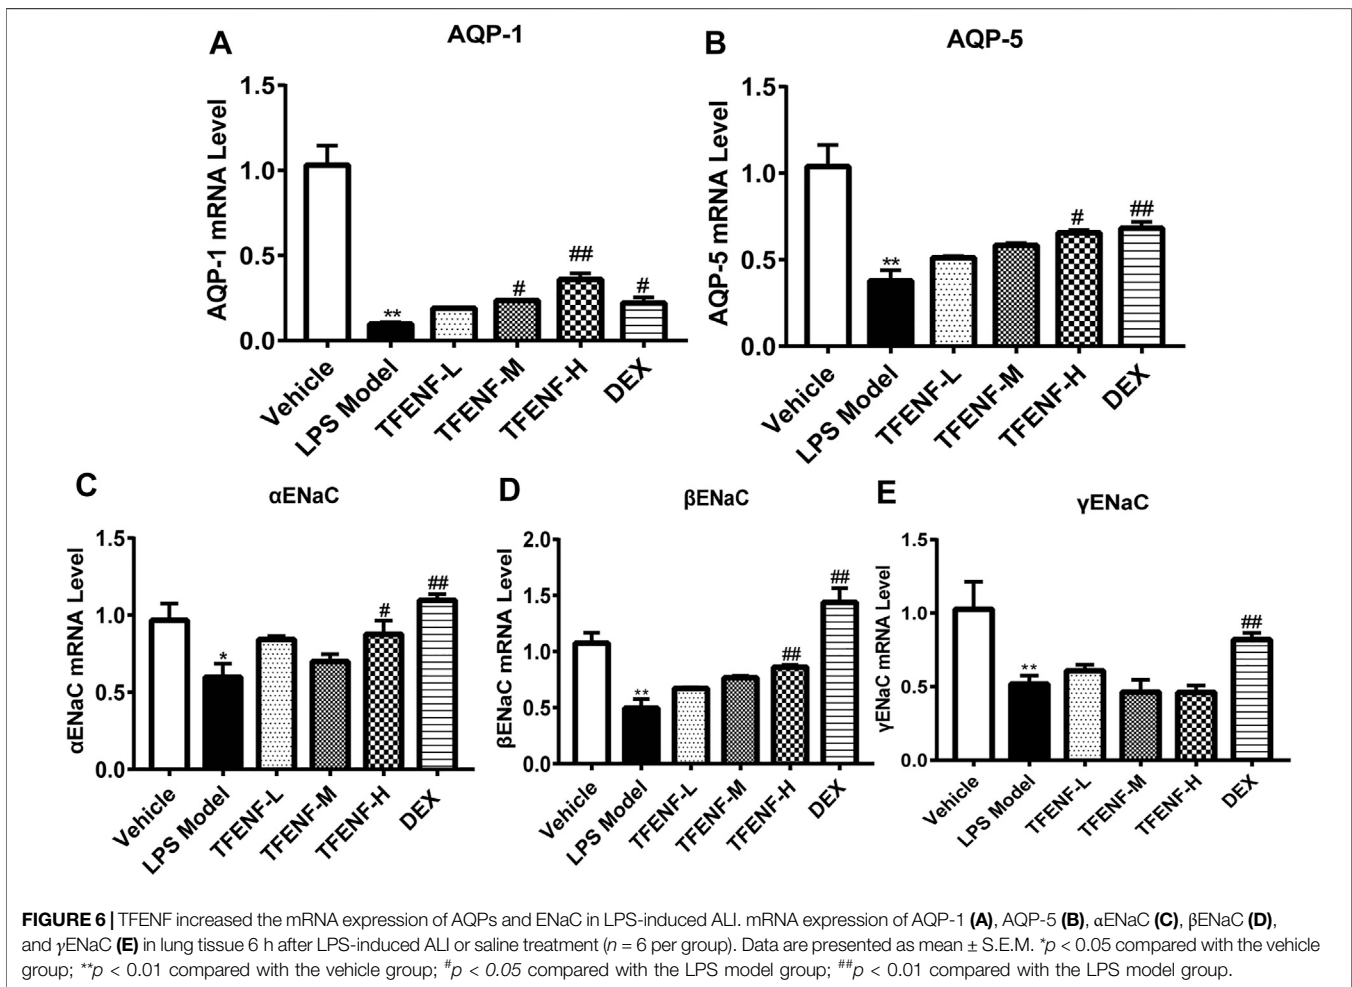 A
AQP-1
AQP-1 mRNA Level
1.5
1.0
0.5
0.0
**
#
##
#
Vehicle
LPS Model
TFENF-L
TFENF-M
TFENF-H
DEX
B
AQP-5
AQP-5 mRNA Level
1.5
1.0
0.5
0.0
**
#
##
Vehicle
LPS Model
TFENF-L
TFENF-M
TFENF-H
DEX
C
αENaC
αENaC mRNA Level
1.5
1.0
0.5
0.0
*
#
##
Vehicle
LPS Model
TFENF-L
TFENF-M
TFENF-H
DEX
D
βENaC
βENaC mRNA Level
2.0
1.5
1.0
0.5
0.0
**
##
##
Vehicle
LPS Model
TFENF-L
TFENF-M
TFENF-H
DEX
E
γENaC
γENaC mRNA Level
1.5
1.0
0.5
0.0
**
##
Vehicle
LPS Model
TFENF-L
TFENF-M
TFENF-H
DEX
FIGURE 6 | TFENF increased the mRNA expression of AQPs and ENaC in LPS-induced ALI. mRNA expression of AQP-1 (A), AQP-5 (B), αENaC (C), βENaC (D),
and γENaC (E) in lung tissue 6 h after LPS-induced ALI or saline treatment (n = 6 per group). Data are presented as mean ± S.E.M. *p < 0.05 compared with the vehicle
group; **p < 0.01 compared with the vehicle group; #p < 0.05 compared with the LPS model group; ##p < 0.01 compared with the LPS model group.